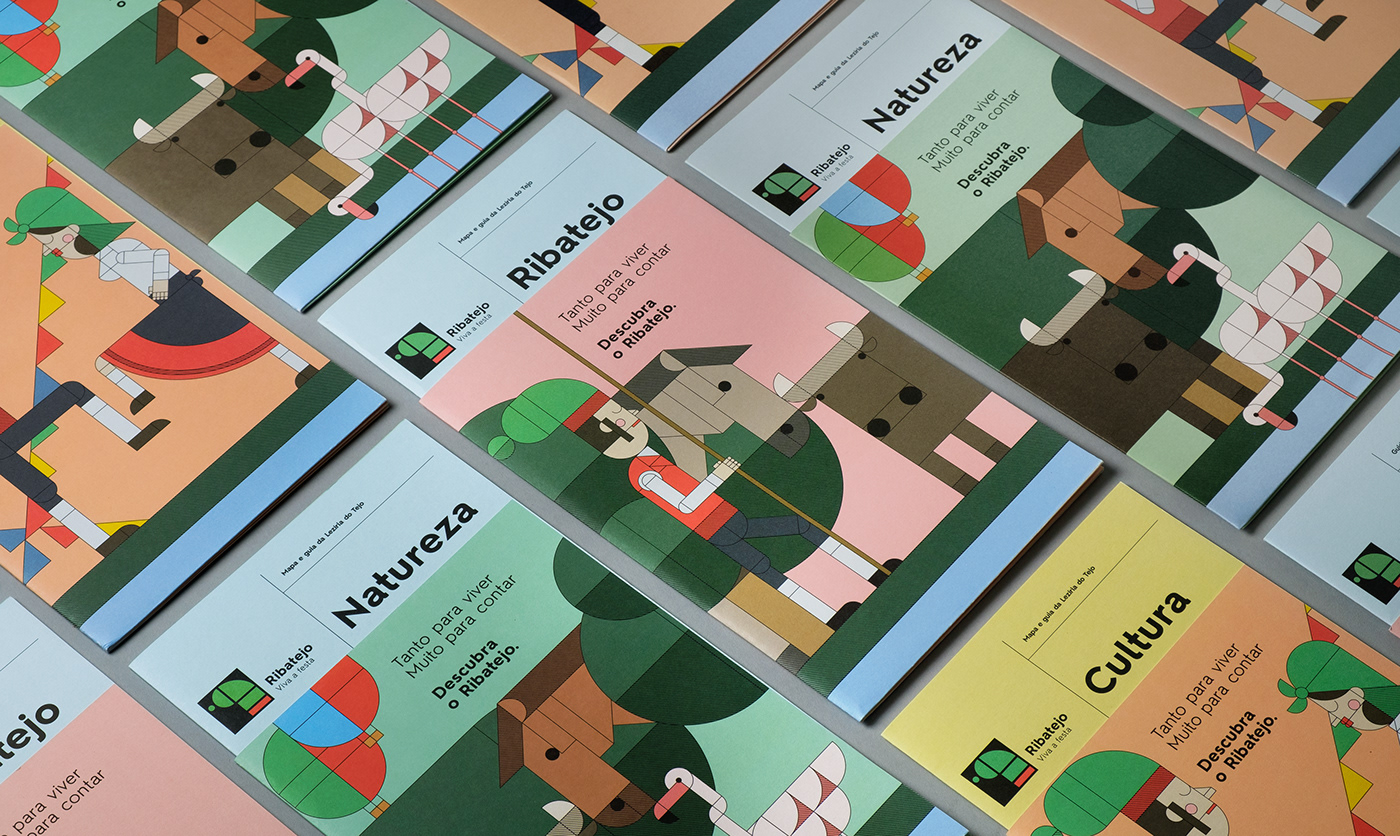 Mapa e guia da Lezíria do Tejo
Natureza
Ribatejo
Viva a festa
Tanto para viver
Muito para contar
Descubra
o Ribatejo.
Mapa e guia da Lezíria do Tejo
Ribatejo
Ribatejo
Viva a festa
Tanto para viver
Muito para contar
Descubra
o Ribatejo.
Mapa e guia da Lezíria do Tejo
Natureza
Ribatejo
Viva a festa
Tanto para viver
Muito para contar
Descubra
o Ribatejo.
Mapa e guia da Lezíria do Tejo
Cultura
Ribatejo
Viva a festa
Tanto para viver
Muito para contar
Descubra
o Ribatejo.
tejo
para viver
para contar